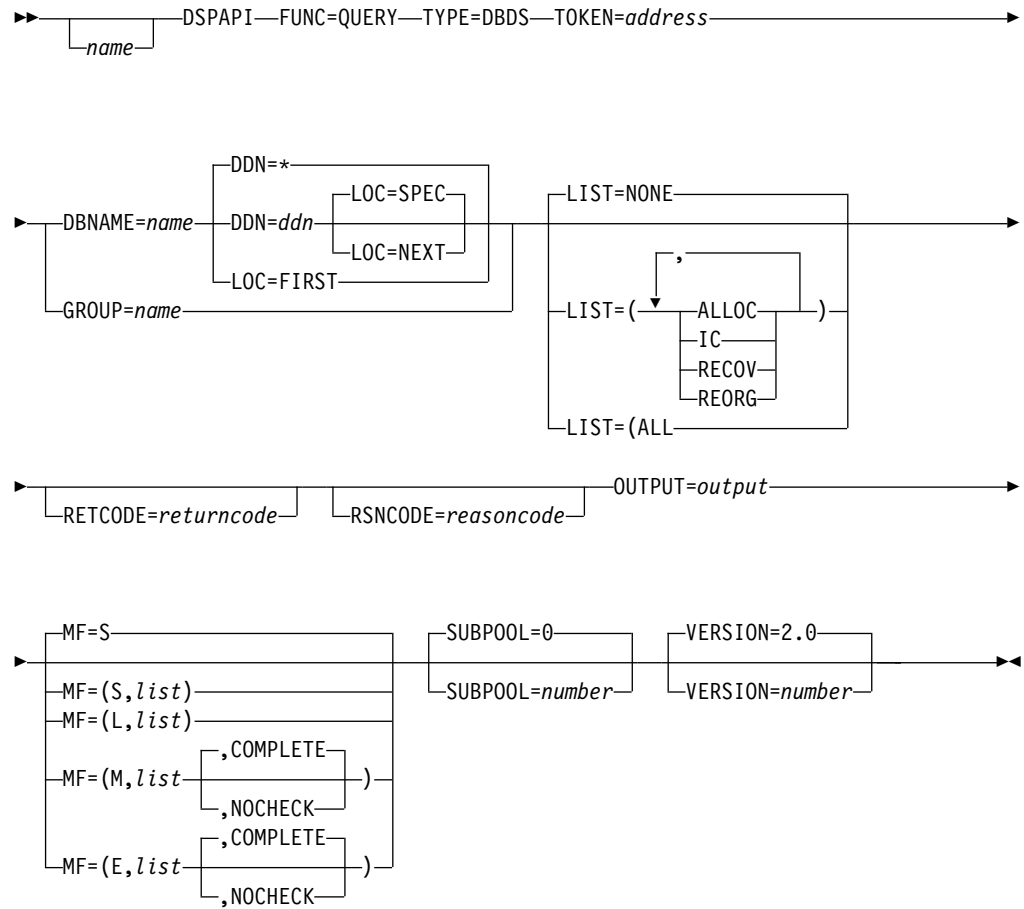 DSPAPI FUNC=QUERY TYPE=DBDS TOKEN=address
name
DDN=*
LOC=SPEC
LIST=NONE
DBNAME=name DDN=ddn
LOC=NEXT
,
LOC=FIRST
GROUP=name
LIST=( ALLOC )
IC
RECOV
REORG
LIST=(ALL
OUTPUT=output
RETCODE=returncode RSNCODE=reasoncode
MF=S SUBPOOL=0 VERSION=2.0
MF=(S,list) SUBPOOL=number VERSION=number
MF=(L,list)
,COMPLETE
MF=(M,list )
,NOCHECK
,COMPLETE
MF=(E,list )
,NOCHECK